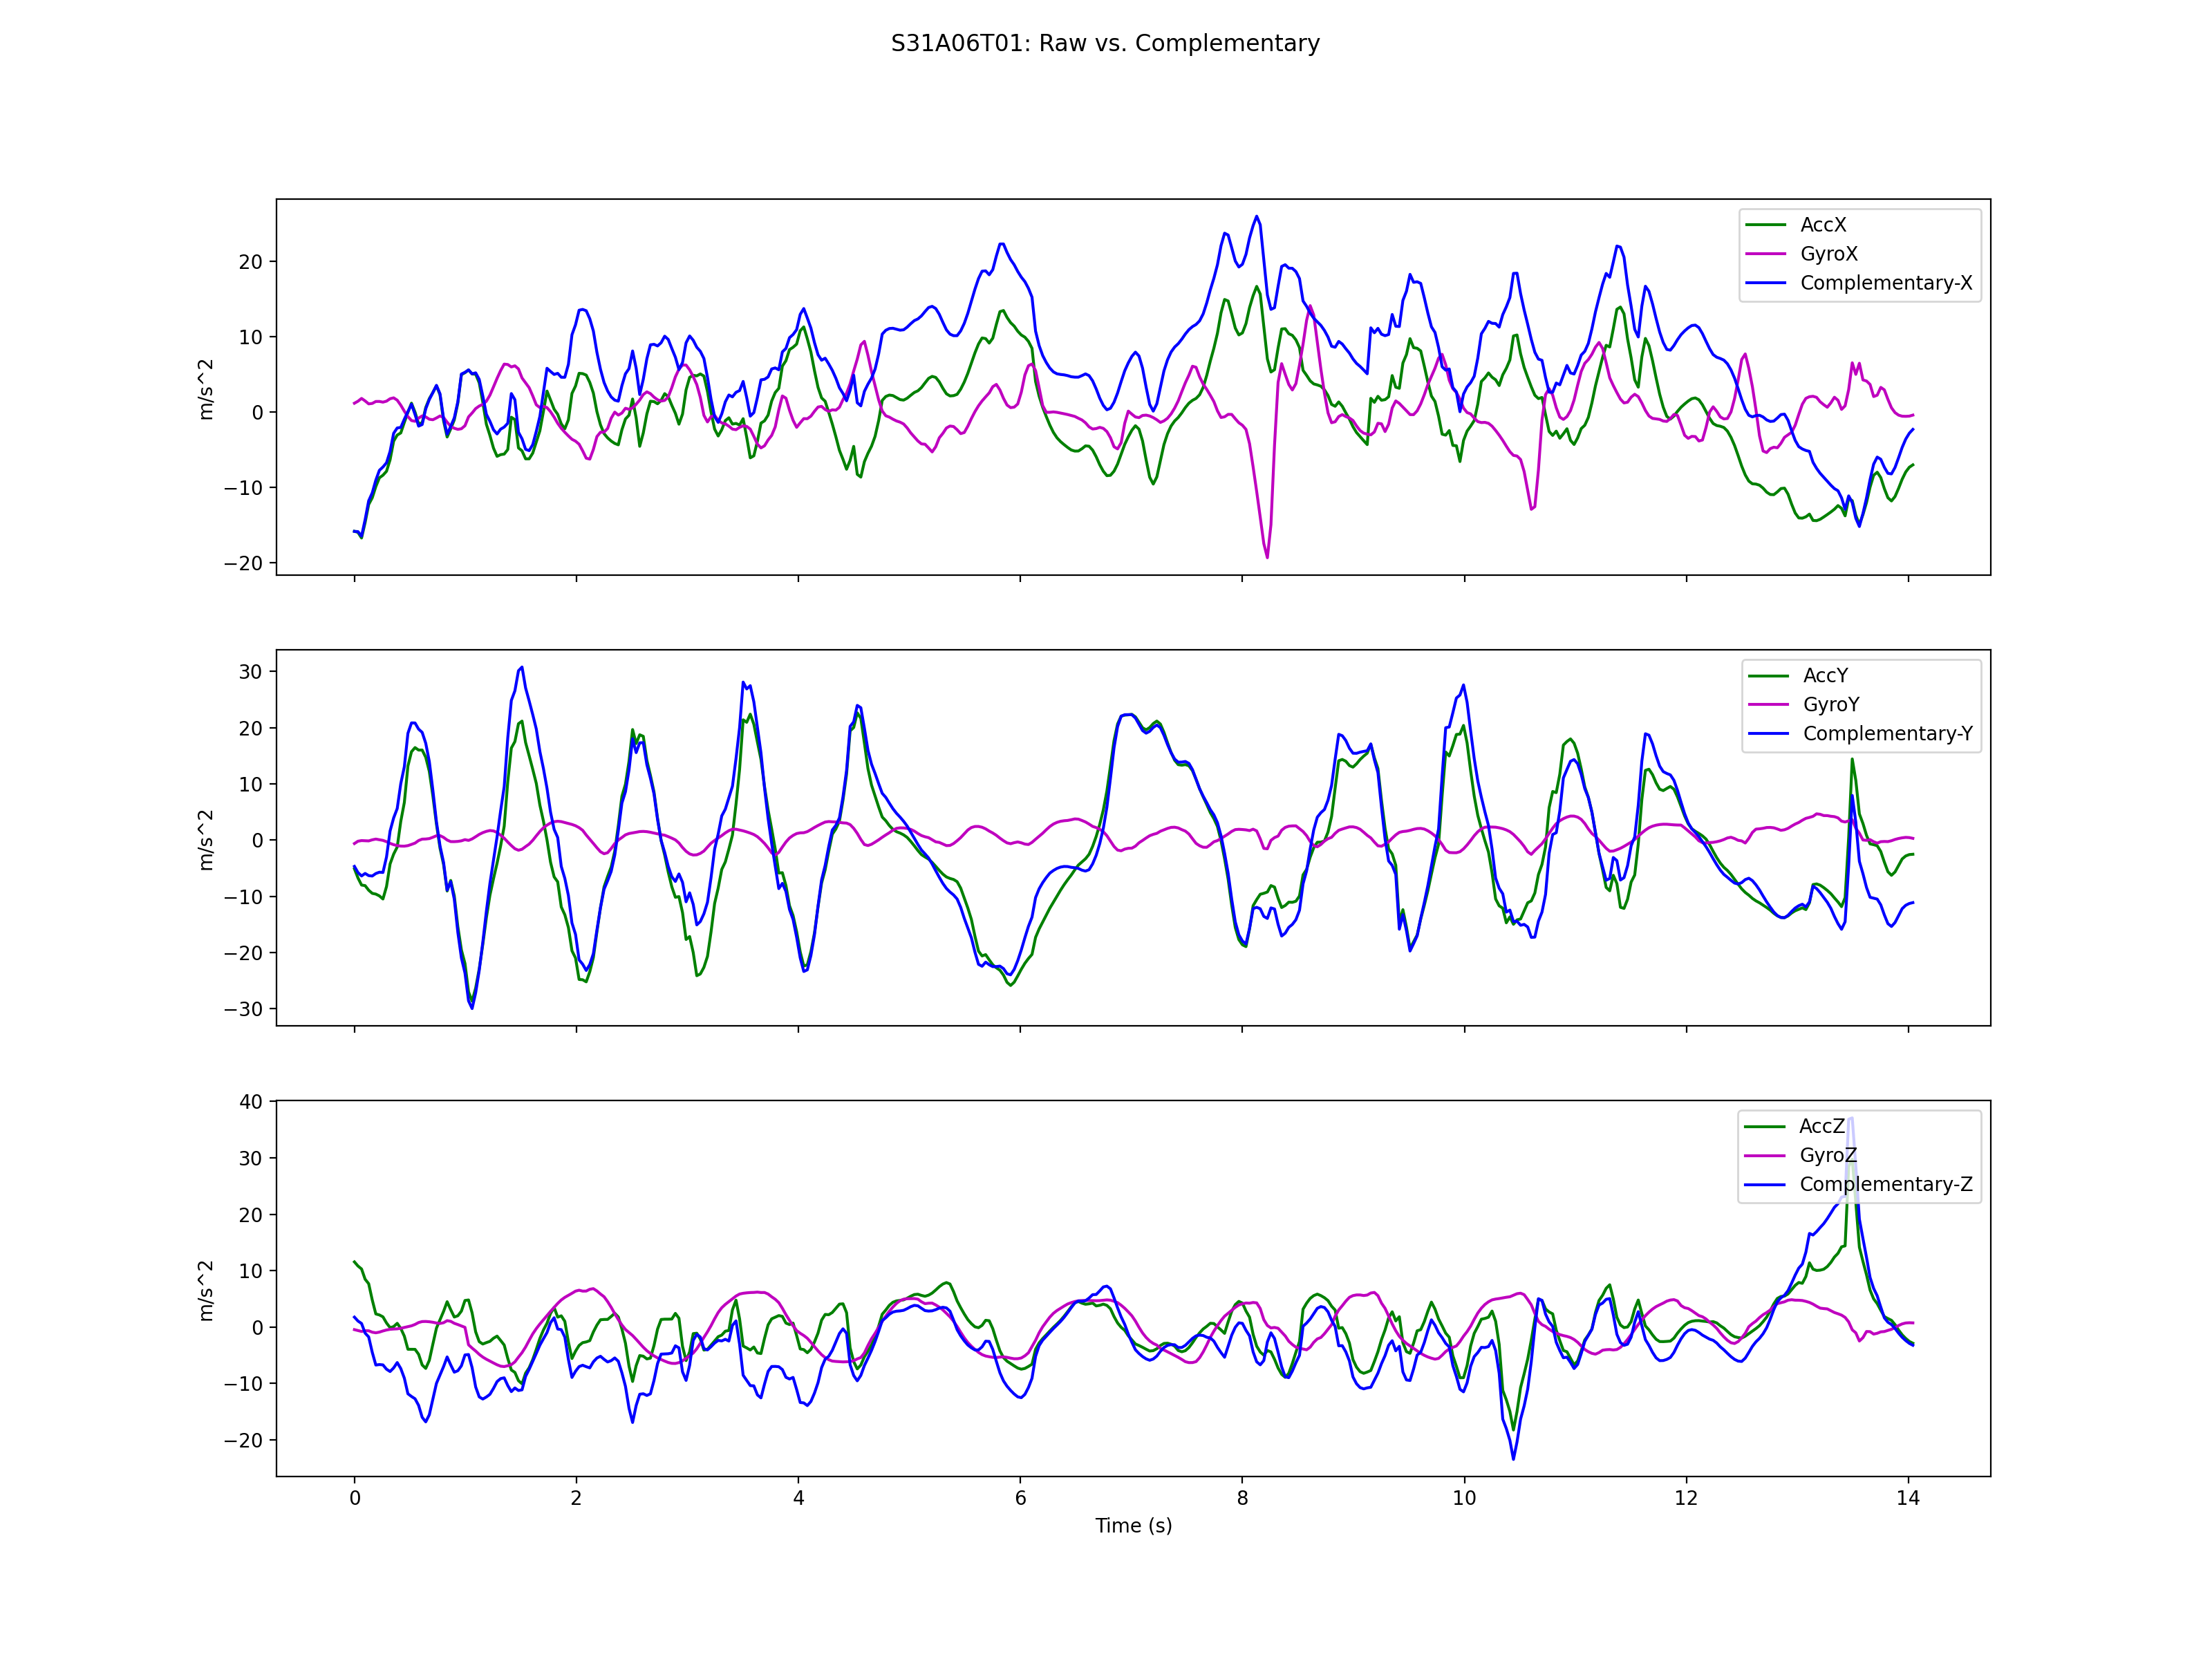 S31A06T01: Raw vs. Complementary
20
10
0
−10
−20
m/s^2
AccX
GyroX
Complementary-X
30
20
10
0
−10
−20
−30
m/s^2
AccY
GyroY
Complementary-Y
40
30
20
10
0
−10
−20
m/s^2
AccZ
GyroZ
Complementary-Z
0 2 4 6 8 10 12 14
Time (s)